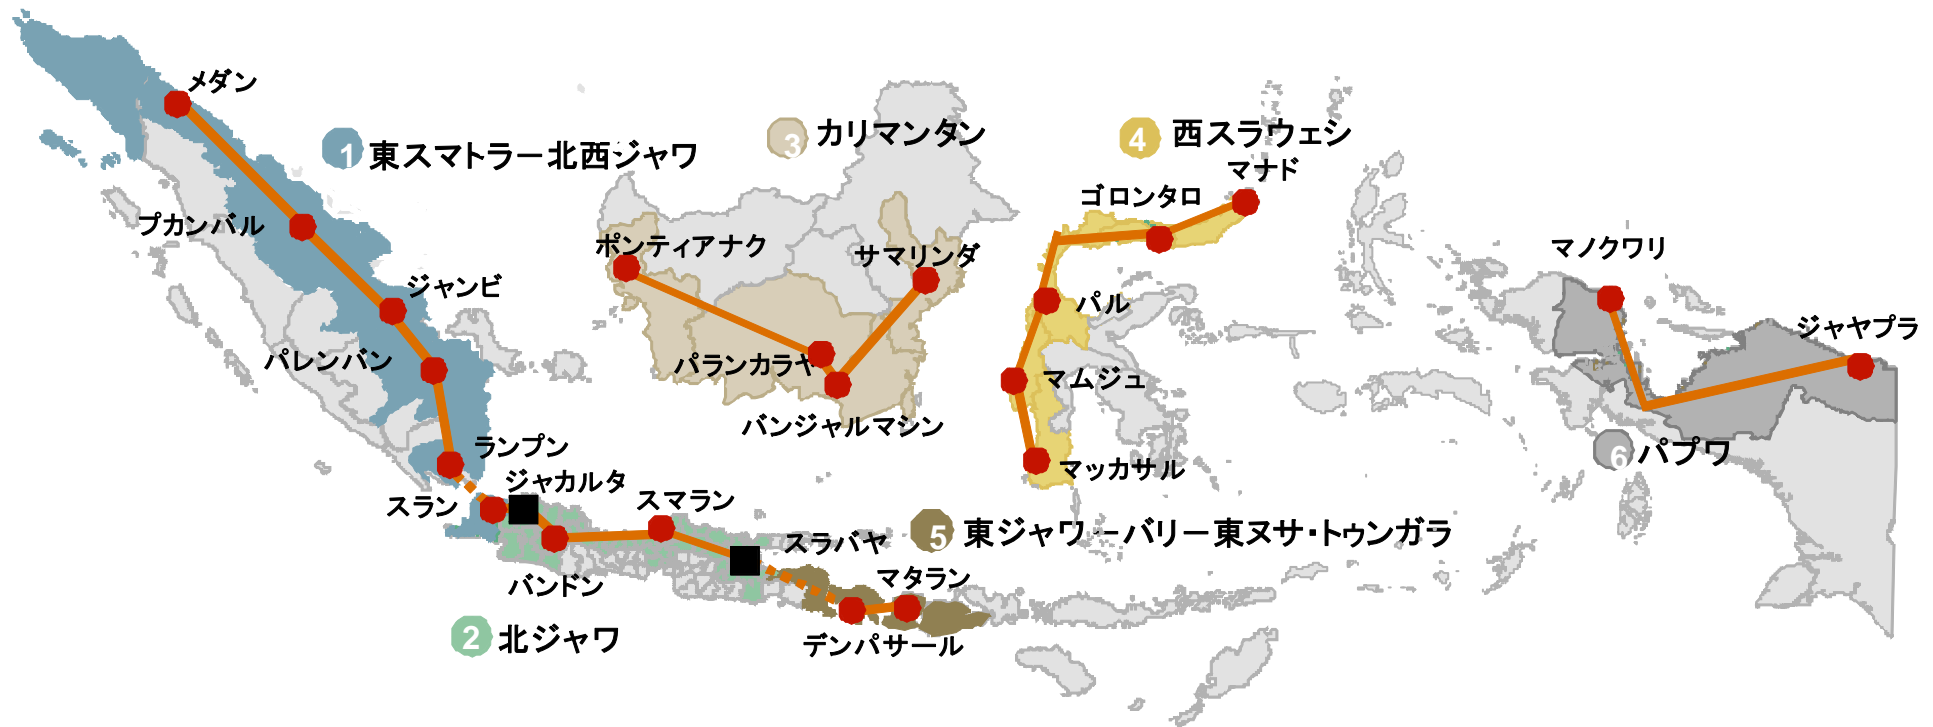 メダン
1 東スマトラー北西ジャワ
プカンバル
ジャンビ
パレンバン
ランプン
スラン
ジャカルタ
バンドン
スマラン
スラバヤ
2 北ジャワ
3 カリマンタン
ポンティアナク
サマリンダ
パランカラヤ
バンジャルマシン
4 西スラウェシ
マナド
ゴロンタロ
パル
マムジュ
マッカサル
5 東ジャワーバリー東ヌサ・トゥンガラ
マタラン
デンパサール
マノクワリ
ジャヤプラ
6 パプワ